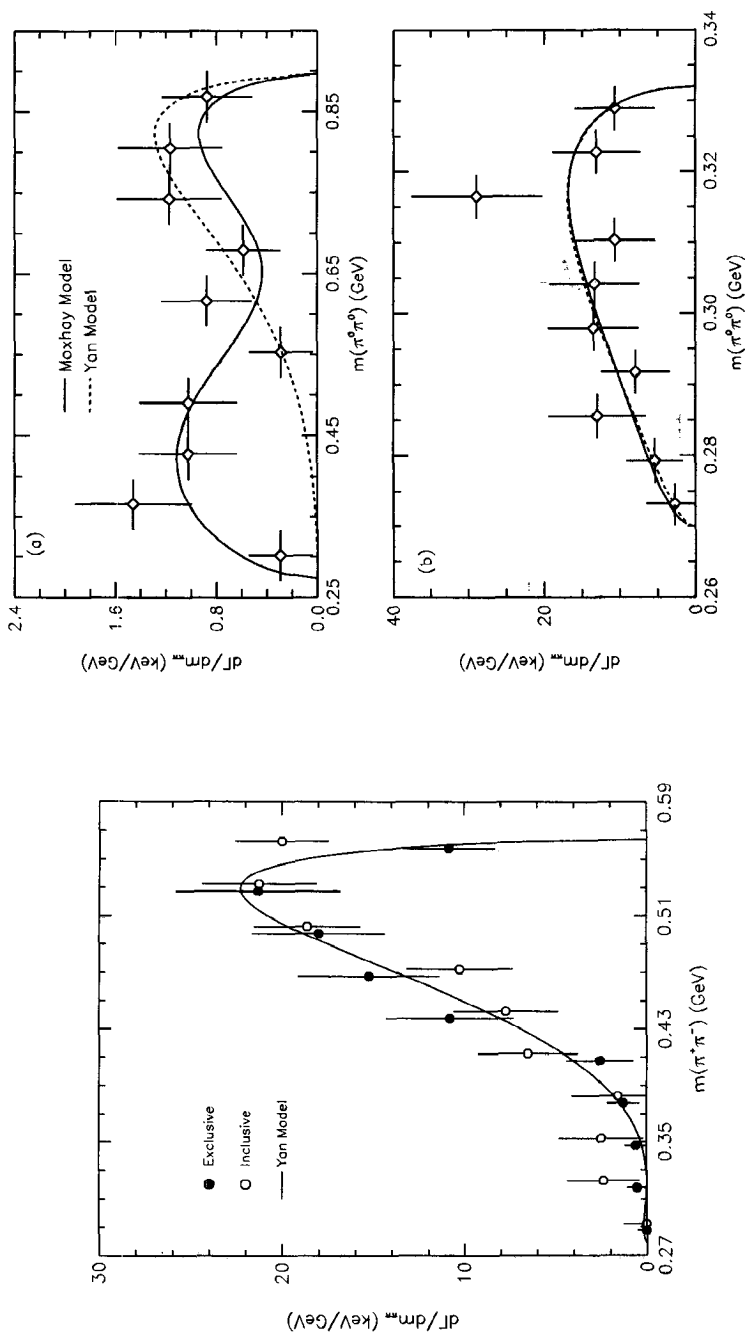 30
20
10
0
dΓ/dmππ (keV/GeV)
● Exclusive
○ Inclusive
— Yan Model
0.27
0.35
0.43
0.51
0.59
m(π⁺π⁻) (GeV)
2.4
1.6
0.8
0.0
dΓ/dmππ (keV/GeV)
(a)
— Moxhay Model
----- Yan Model
0.25
0.45
0.65
0.85
m(π⁰π⁰) (GeV)
40
20
0
dΓ/dmππ (keV/GeV)
(b)
0.26
0.28
0.30
0.32
0.34
m(π⁰π⁰) (GeV)